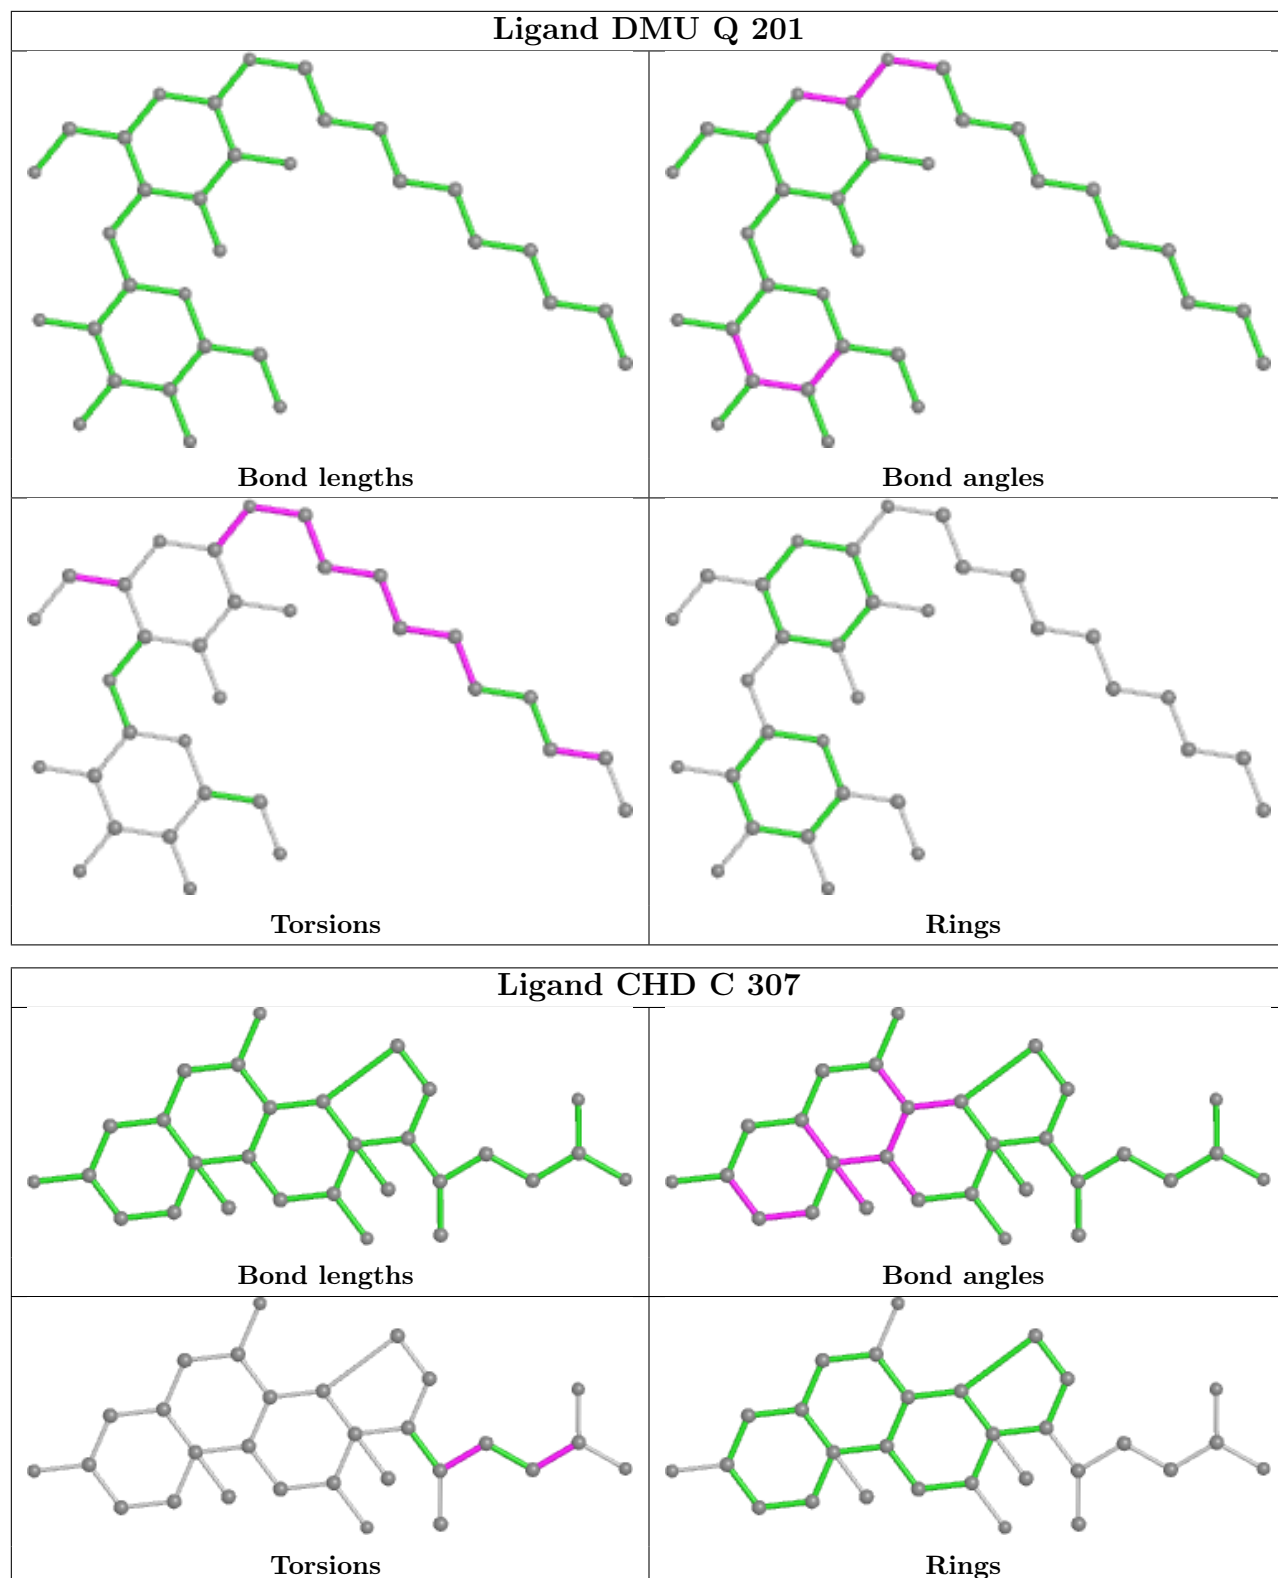 Ligand DMU Q 201
Bond lengths
Bond angles
Torsions
Rings
Ligand CHD C 307
Bond lengths
Bond angles
Torsions
Rings